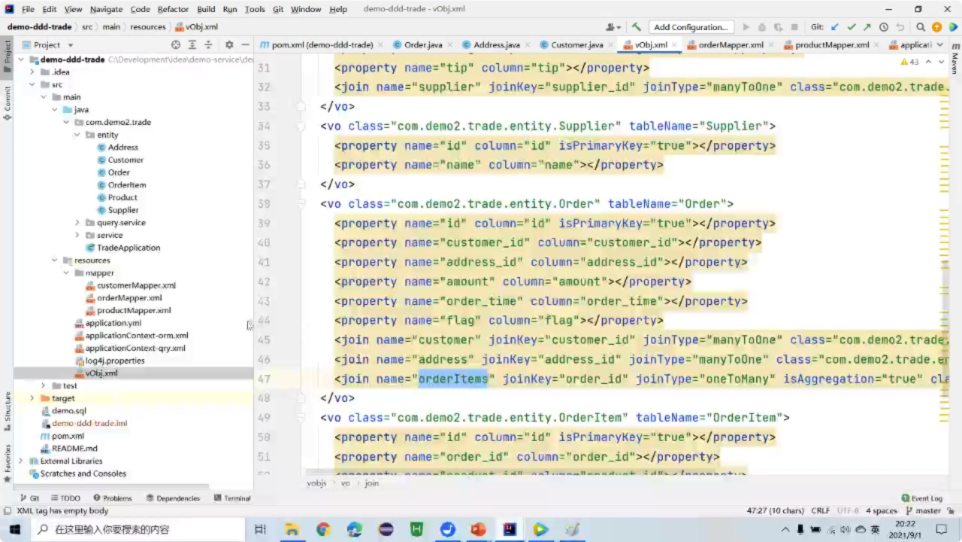 File Edit View Navigate Code Refactor Build Run Tools Git Window Help demo-ddd-trade - vObj.xml
demo-ddd-trade > src > main > resources > vObj.xml
Add Configuration...
Git:
Project
pom.xml (demo-ddd-trade)
Order.java
Address.java
Customer.java
vObj.xml
orderMapper.xml
productMapper.xml
applicati
demo-ddd-trade C:\Development\idea\demo-service\de
.idea
src
main
java
com.demo2.trade
entity
Address
Customer
Order
OrderItem
Product
Supplier
query.service
service
TradeApplication
resources
mapper
customerMapper.xml
orderMapper.xml
productMapper.xml
application.yml
applicationContext-orm.xml
applicationContext-qry.xml
log4j.properties
vObj.xml
test
target
demo.sql
demo-ddd-trade.iml
pom.xml
README.md
External Libraries
Scratches and Consoles
Project
Commit
Structure
Favorites
Maven
43
31 <property name="tip" column="tip"></property>
32 <join name="supplier" joinKey="supplier_id" joinType="manyToOne" class="com.demo2.trade.
33 </vo>
34 <vo class="com.demo2.trade.entity.Supplier" tableName="Supplier">
35 <property name="id" column="id" isPrimaryKey="true"></property>
36 <property name="name" column="name"></property>
37 </vo>
38 <vo class="com.demo2.trade.entity.Order" tableName="Order">
39 <property name="id" column="id" isPrimaryKey="true"></property>
40 <property name="customer_id" column="customer_id"></property>
41 <property name="address_id" column="address_id"></property>
42 <property name="amount" column="amount"></property>
43 <property name="order_time" column="order_time"></property>
44 <property name="flag" column="flag"></property>
45 <join name="customer" joinKey="customer_id" joinType="manyToOne" class="com.demo2.trade.
46 <join name="address" joinKey="address_id" joinType="manyToOne" class="com.demo2.trade.en
47 <join name="orderItems" joinKey="order_id" joinType="oneToMany" isAggregation="true" cla
48 </vo>
49 <vo class="com.demo2.trade.entity.OrderItem" tableName="OrderItem">
50 <property name="id" column="id" isPrimaryKey="true"></property>
51 <property name="order_id" column="order_id"></property>
vobjs > vo > join
Git TODO Problems Dependencies Terminal
Event Log
XML tag has empty body
47:27 (10 chars) CRLF UTF-8 4 spaces master
在这里输入你要搜索的内容
英
20:22
2021/9/1